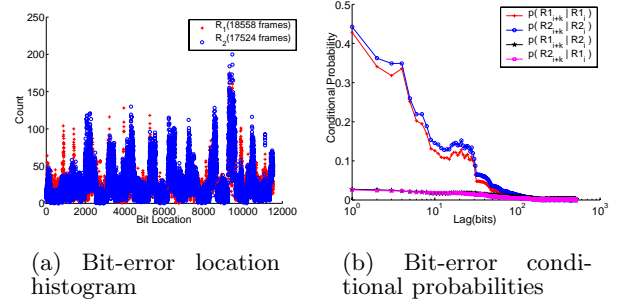 R1(18558 frames)
R2(17524 frames)
250
200
150
100
50
0
Count
0 2000 4000 6000 8000 10000 12000
Bit Location
(a) Bit-error location
histogram
p( R1i+k | R1i)
p( R2i+k | R2i)
p( R1i+k | R2i)
p( R2i+k | R1i)
0.5
0.4
0.3
0.2
0.1
0
Conditional Probability
10^0 10^1 10^2 10^3
Lag(bits)
(b) Bit-error condi-
tional probabilities